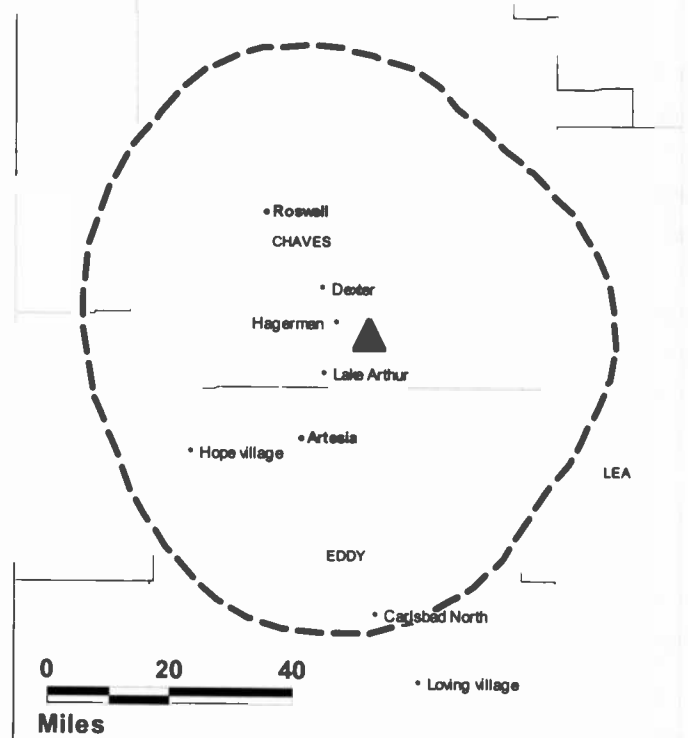 Roswell
CHAVES
Dexter
Hagerman
Lake Arthur
Artesia
Hope village
LEA
EDDY
Carlsbad North
0 20 40
Loving village
Miles